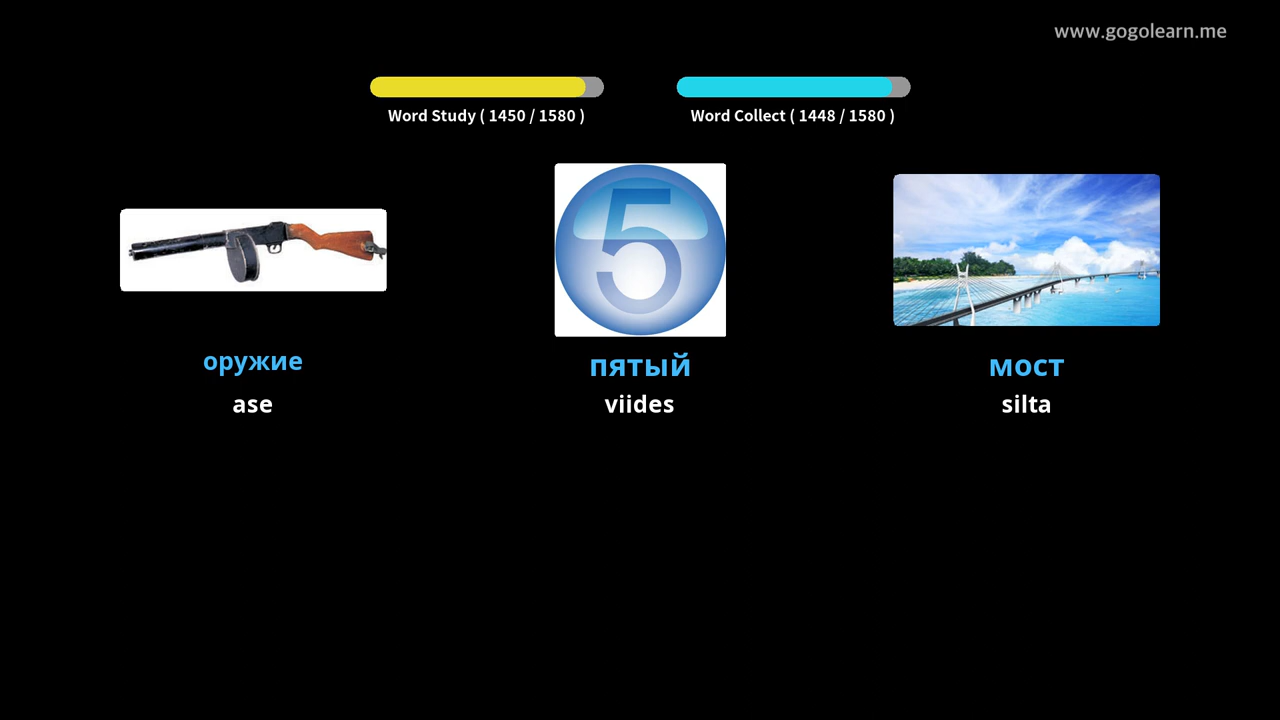 www.gogolearn.me
Word Study ( 1450 / 1580 )
Word Collect ( 1448 / 1580 )
5
оружие
пятый
мост
ase
viides
silta